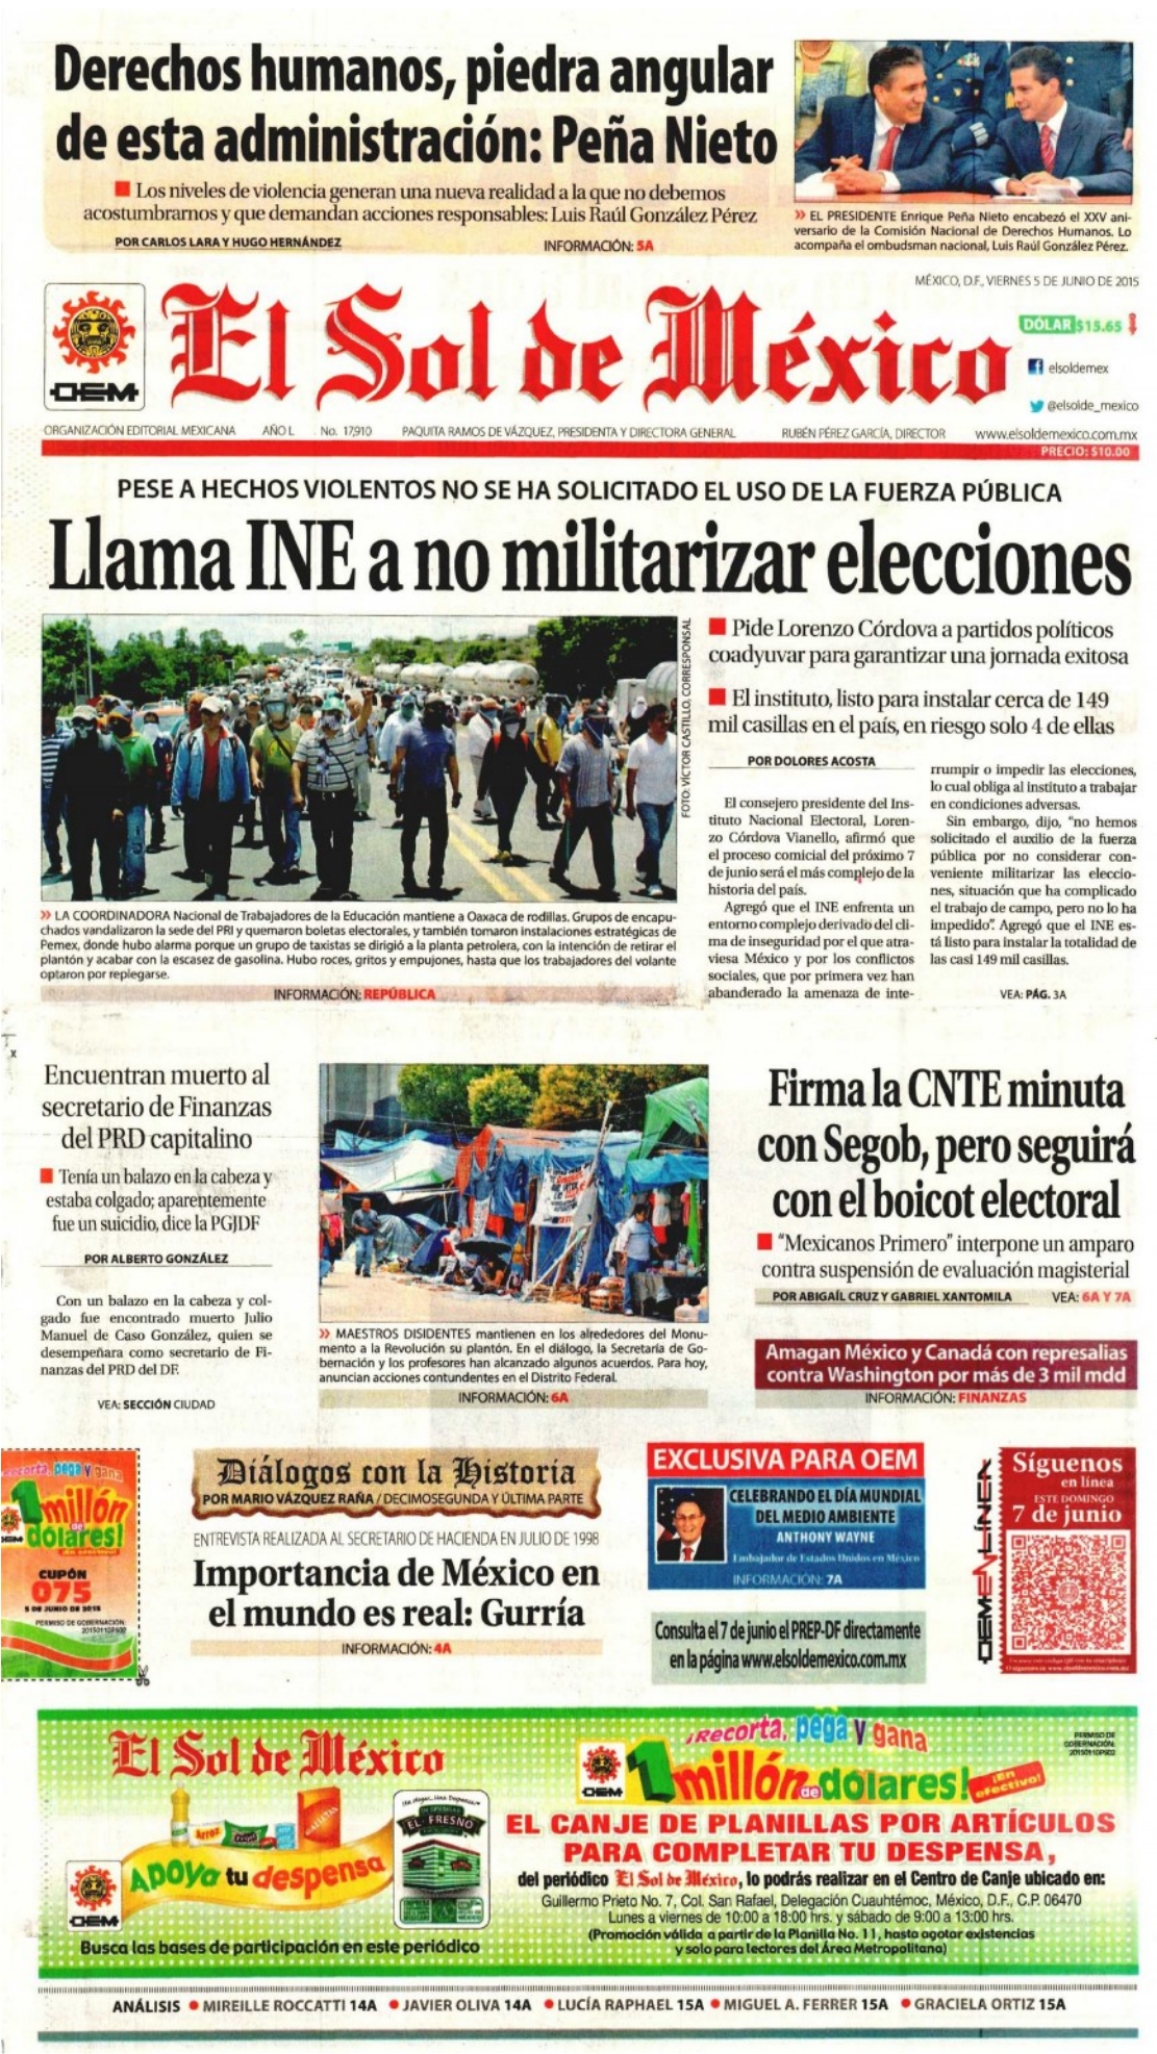 Derechos humanos, piedra angular
de esta administración: Peña Nieto
Los niveles de violencia generan una nueva realidad a la que no debemos
acostumbrarnos y que demandan acciones responsables: Luis Raúl González Pérez
POR CARLOS LARA Y HUGO HERNÁNDEZ
INFORMACIÓN: 5A
» EL PRESIDENTE Enrique Peña Nieto encabezó el XXV ani-
versario de la Comisión Nacional de Derechos Humanos. Lo
acompaña el ombudsman nacional, Luis Raúl González Pérez.
MÉXICO, D.F., VIERNES 5 DE JUNIO DE 2015
OEM
El Sol de México
DÓLAR $15.65
elsoldemex
@elsolde_mexico
ORGANIZACIÓN EDITORIAL MEXICANA AÑO L No. 17,910 PAQUITA RAMOS DE VÁZQUEZ, PRESIDENTA Y DIRECTORA GENERAL RUBÉN PÉREZ GARCÍA, DIRECTOR www.elsoldemexico.com.mx
PRECIO: $10.00
PESE A HECHOS VIOLENTOS NO SE HA SOLICITADO EL USO DE LA FUERZA PÚBLICA
Llama INE a no militarizar elecciones
FOTO: VÍCTOR CASTILLO, CORRESPONSAL
» LA COORDINADORA Nacional de Trabajadores de la Educación mantiene a Oaxaca de rodillas. Grupos de encapu-
chados vandalizaron la sede del PRI y quemaron boletas electorales, y también tomaron instalaciones estratégicas de
Pemex, donde hubo alarma porque un grupo de taxistas se dirigió a la planta petrolera, con la intención de retirar el
plantón y acabar con la escasez de gasolina. Hubo roces, gritos y empujones, hasta que los trabajadores del volante
optaron por replegarse.
INFORMACIÓN: REPÚBLICA
Pide Lorenzo Córdova a partidos políticos
coadyuvar para garantizar una jornada exitosa
El instituto, listo para instalar cerca de 149
mil casillas en el país, en riesgo solo 4 de ellas
POR DOLORES ACOSTA
El consejero presidente del Ins-
tituto Nacional Electoral, Loren-
zo Córdova Vianello, afirmó que
el proceso comicial del próximo 7
de junio será el más complejo de la
historia del país.
Agregó que el INE enfrenta un
entorno complejo derivado del cli-
ma de inseguridad por el que atra-
viesa México y por los conflictos
sociales, que por primera vez han
abanderado la amenaza de inte-
rrumpir o impedir las elecciones,
lo cual obliga al instituto a trabajar
en condiciones adversas.
Sin embargo, dijo, "no hemos
solicitado el auxilio de la fuerza
pública por no considerar con-
veniente militarizar las eleccio-
nes, situación que ha complicado
el trabajo de campo, pero no lo ha
impedido". Agregó que el INE es-
tá listo para instalar la totalidad de
las casi 149 mil casillas.
VEA: PÁG. 3A
Encuentran muerto al
secretario de Finanzas
del PRD capitalino
Tenía un balazo en la cabeza y
estaba colgado; aparentemente
fue un suicidio, dice la PGJDF
POR ALBERTO GONZÁLEZ
Con un balazo en la cabeza y col-
gado fue encontrado muerto Julio
Manuel de Caso González, quien se
desempeñara como secretario de Fi-
nanzas del PRD del DF.
VEA: SECCIÓN CIUDAD
» MAESTROS DISIDENTES mantienen en los alrededores del Monu-
mento a la Revolución su plantón. En el diálogo, la Secretaría de Go-
bernación y los profesores han alcanzado algunos acuerdos. Para hoy,
anuncian acciones contundentes en el Distrito Federal.
INFORMACIÓN: 6A
Firma la CNTE minuta
con Segob, pero seguirá
con el boicot electoral
"Mexicanos Primero" interpone un amparo
contra suspensión de evaluación magisterial
POR ABIGAÍL CRUZ Y GABRIEL XANTOMILA VEA: 6A Y 7A
Amagan México y Canadá con represalias
contra Washington por más de 3 mil mdd
INFORMACIÓN: FINANZAS
recorta, pega y gana
1 millón
de dólares!
OEM
CUPÓN
075
5 DE JUNIO DE 2015
PERMISO DE GOBERNACIÓN
20150110PS02
Diálogos con la Historia
POR MARIO VÁZQUEZ RAÑA / DECIMOSEGUNDA Y ÚLTIMA PARTE
ENTREVISTA REALIZADA AL SECRETARIO DE HACIENDA EN JULIO DE 1998
Importancia de México en
el mundo es real: Gurría
INFORMACIÓN: 4A
EXCLUSIVA PARA OEM
CELEBRANDO EL DÍA MUNDIAL
DEL MEDIO AMBIENTE
ANTHONY WAYNE
Embajador de Estados Unidos en México
INFORMACIÓN: 7A
Consulta el 7 de junio el PREP-DF directamente
en la página www.elsoldemexico.com.mx
OEMENLÍNEA
Síguenos
en línea
ESTE DOMINGO
7 de junio
El Sol de México
Arroz
Apoya tu despensa
OEM
EL FRESNO
Busca las bases de participación en este periódico
¡Recorta, pega y gana
OEM
1 millón de dólares!
¡En efectivo!
PERMISO DE
GOBERNACIÓN:
20150110PS02
EL CANJE DE PLANILLAS POR ARTÍCULOS
PARA COMPLETAR TU DESPENSA,
del periódico El Sol de México, lo podrás realizar en el Centro de Canje ubicado en:
Guillermo Prieto No. 7, Col. San Rafael, Delegación Cuauhtémoc, México, D.F., C.P. 06470
Lunes a viernes de 10:00 a 18:00 hrs. y sábado de 9:00 a 13:00 hrs.
(Promoción válida a partir de la Planilla No. 11, hasta agotar existencias
y solo para lectores del Área Metropolitana)
ANÁLISIS • MIREILLE ROCCATTI 14A • JAVIER OLIVA 14A • LUCÍA RAPHAEL 15A • MIGUEL A. FERRER 15A • GRACIELA ORTIZ 15A